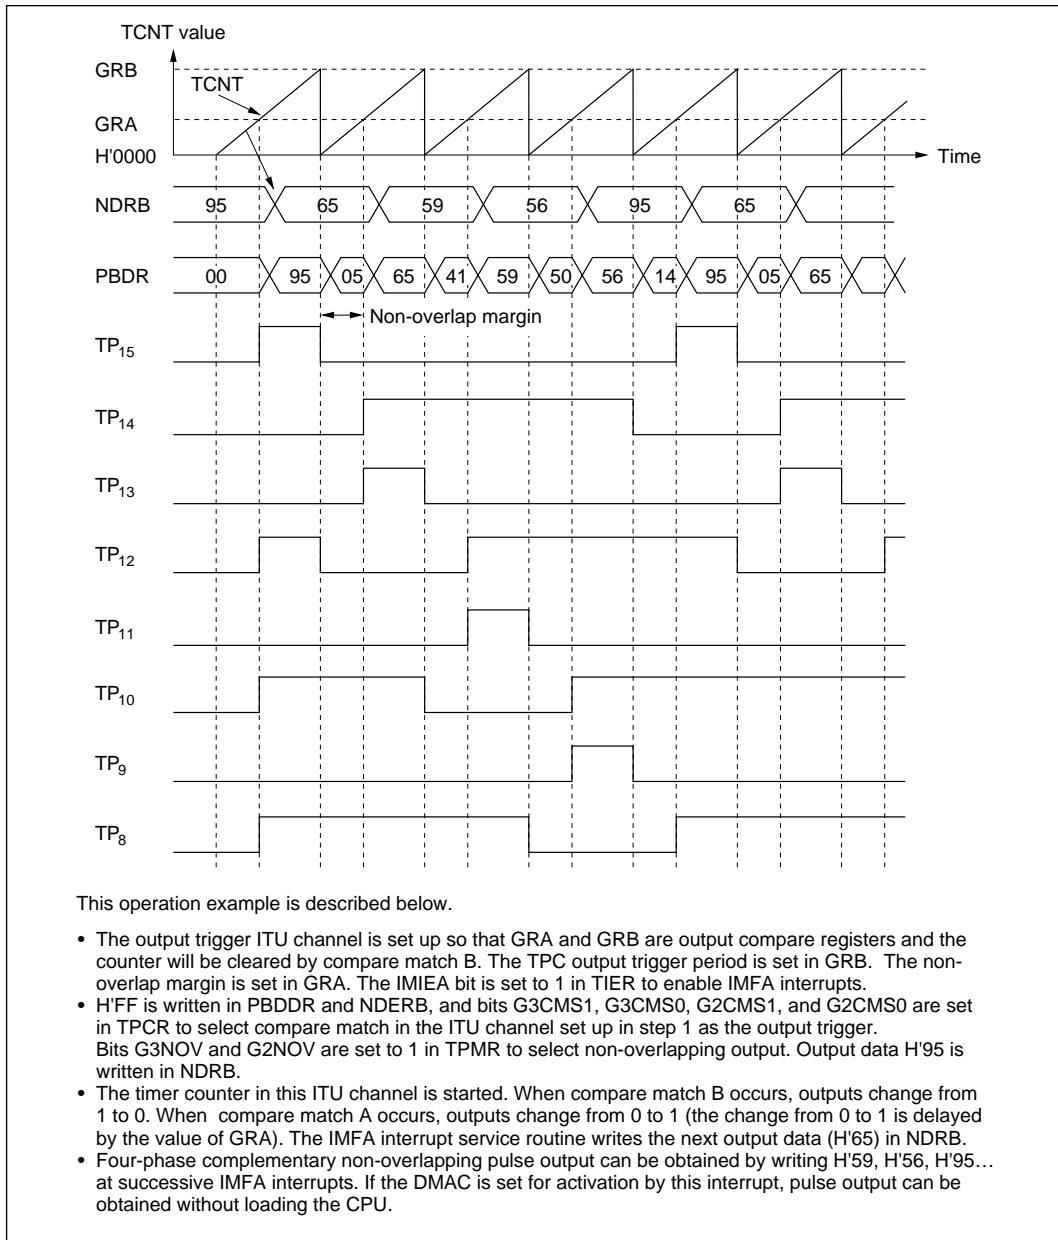 TCNT value
GRB
TCNT
GRA
H'0000
Time
NDRB 95 65 59 56 95 65
PBDR 00 95 05 65 41 59 50 56 14 95 05 65
Non-overlap margin
TP15
TP14
TP13
TP12
TP11
TP10
TP9
TP8
This operation example is described below.
• The output trigger ITU channel is set up so that GRA and GRB are output compare registers and the
counter will be cleared by compare match B. The TPC output trigger period is set in GRB. The non-
overlap margin is set in GRA. The IMIEA bit is set to 1 in TIER to enable IMFA interrupts.
• H'FF is written in PBDDR and NDERB, and bits G3CMS1, G3CMS0, G2CMS1, and G2CMS0 are set
in TPCR to select compare match in the ITU channel set up in step 1 as the output trigger.
Bits G3NOV and G2NOV are set to 1 in TPMR to select non-overlapping output. Output data H'95 is
written in NDRB.
• The timer counter in this ITU channel is started. When compare match B occurs, outputs change from
1 to 0. When compare match A occurs, outputs change from 0 to 1 (the change from 0 to 1 is delayed
by the value of GRA). The IMFA interrupt service routine writes the next output data (H'65) in NDRB.
• Four-phase complementary non-overlapping pulse output can be obtained by writing H'59, H'56, H'95...
at successive IMFA interrupts. If the DMAC is set for activation by this interrupt, pulse output can be
obtained without loading the CPU.